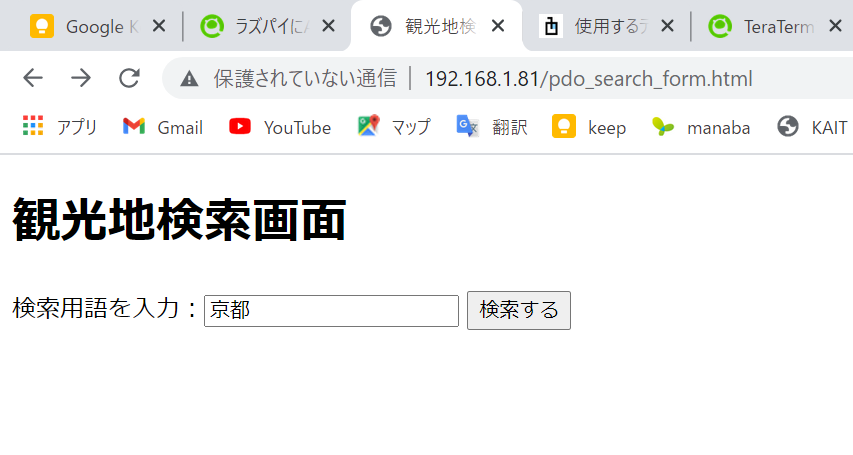 Google K
ラズパイに
観光地検
使用するラ
TeraTerm
保護されていない通信 | 192.168.1.81/pdo_search_form.html
アプリ Gmail YouTube マップ 翻訳 keep manaba KAIT
観光地検索画面
検索用語を入力：京都 検索する